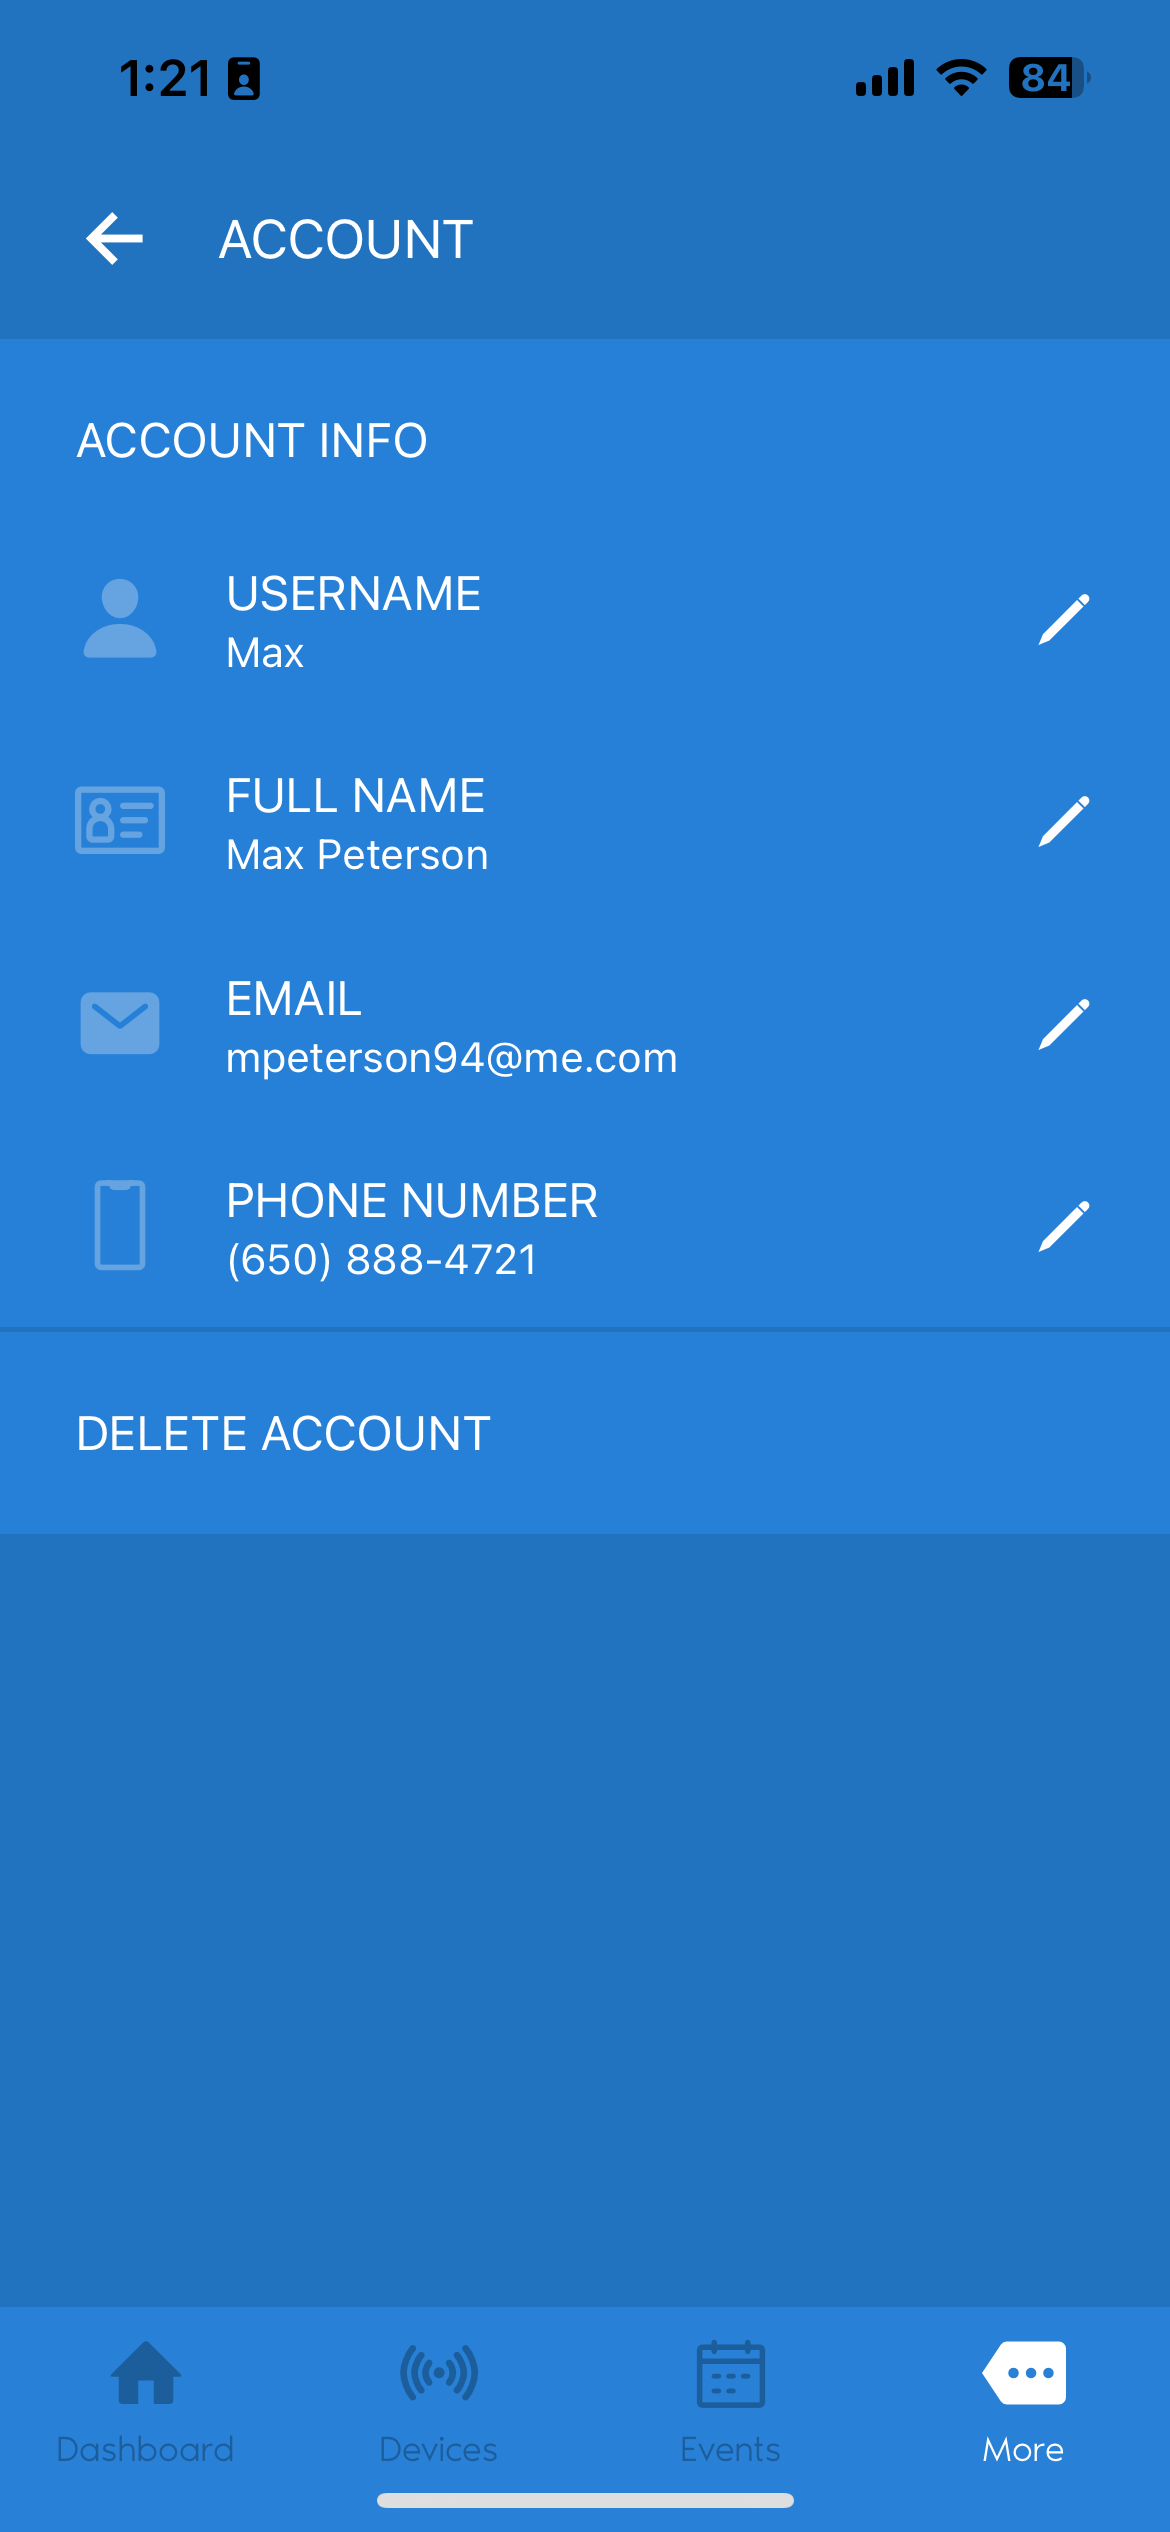 1:21
84
ACCOUNT
ACCOUNT INFO
USERNAME
Max
FULL NAME
Max Peterson
EMAIL
mpeterson94@me.com
PHONE NUMBER
(650) 888-4721
DELETE ACCOUNT
Dashboard
Devices
Events
More